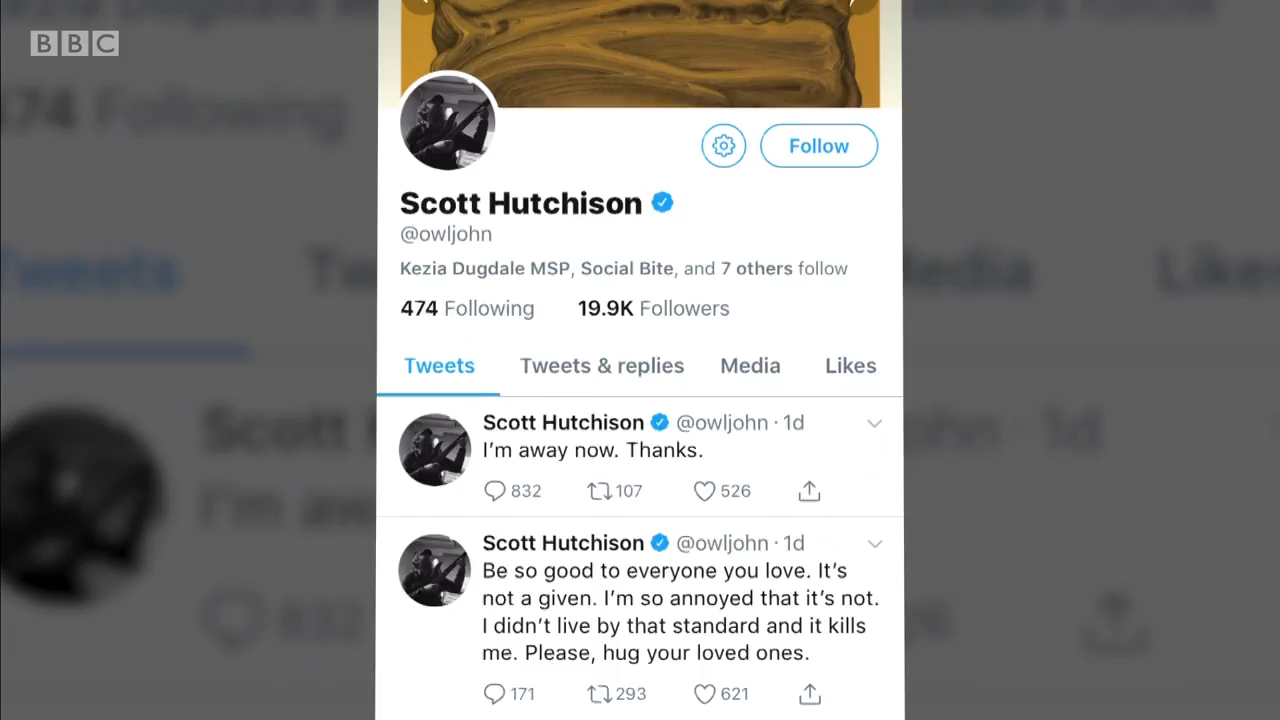 BBC
Follow
Scott Hutchison
@owljohn
Kezia Dugdale MSP, Social Bite, and 7 others follow
474 Following 19.9K Followers
Tweets Tweets & replies Media Likes
Scott Hutchison @owljohn · 1d
I'm away now. Thanks.
832 107 526
Scott Hutchison @owljohn · 1d
Be so good to everyone you love. It's
not a given. I'm so annoyed that it's not.
I didn't live by that standard and it kills
me. Please, hug your loved ones.
171 293 621